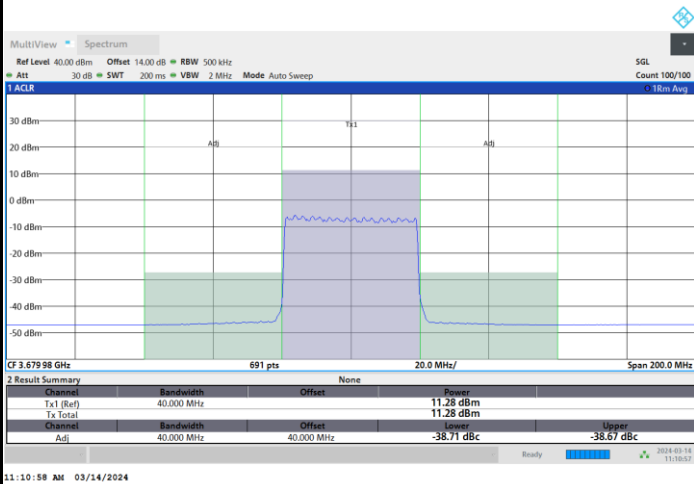 MultiView Spectrum
Ref Level 40.00 dBm Offset 14.00 dB RBW 500 kHz SGL
Att 30 dB SWT 200 ms VBW 2 MHz Mode Auto Sweep Count 100/100
1 ACLR 1Rm Avg
30 dBm
Tx1
20 dBm
Adj Adj
10 dBm
0 dBm
-10 dBm
-20 dBm
-30 dBm
-40 dBm
-50 dBm
CF 3.679 98 GHz 691 pts 20.0 MHz/ Span 200.0 MHz
2 Result Summary None
Channel Bandwidth Offset Power
Tx1 (Ref) 40.000 MHz 11.28 dBm
Tx Total 11.28 dBm
Channel Bandwidth Offset Lower Upper
Adj 40.000 MHz 40.000 MHz -38.71 dBc -38.67 dBc
Ready 2024-03-14
11:10:57
11:10:58 AM 03/14/2024